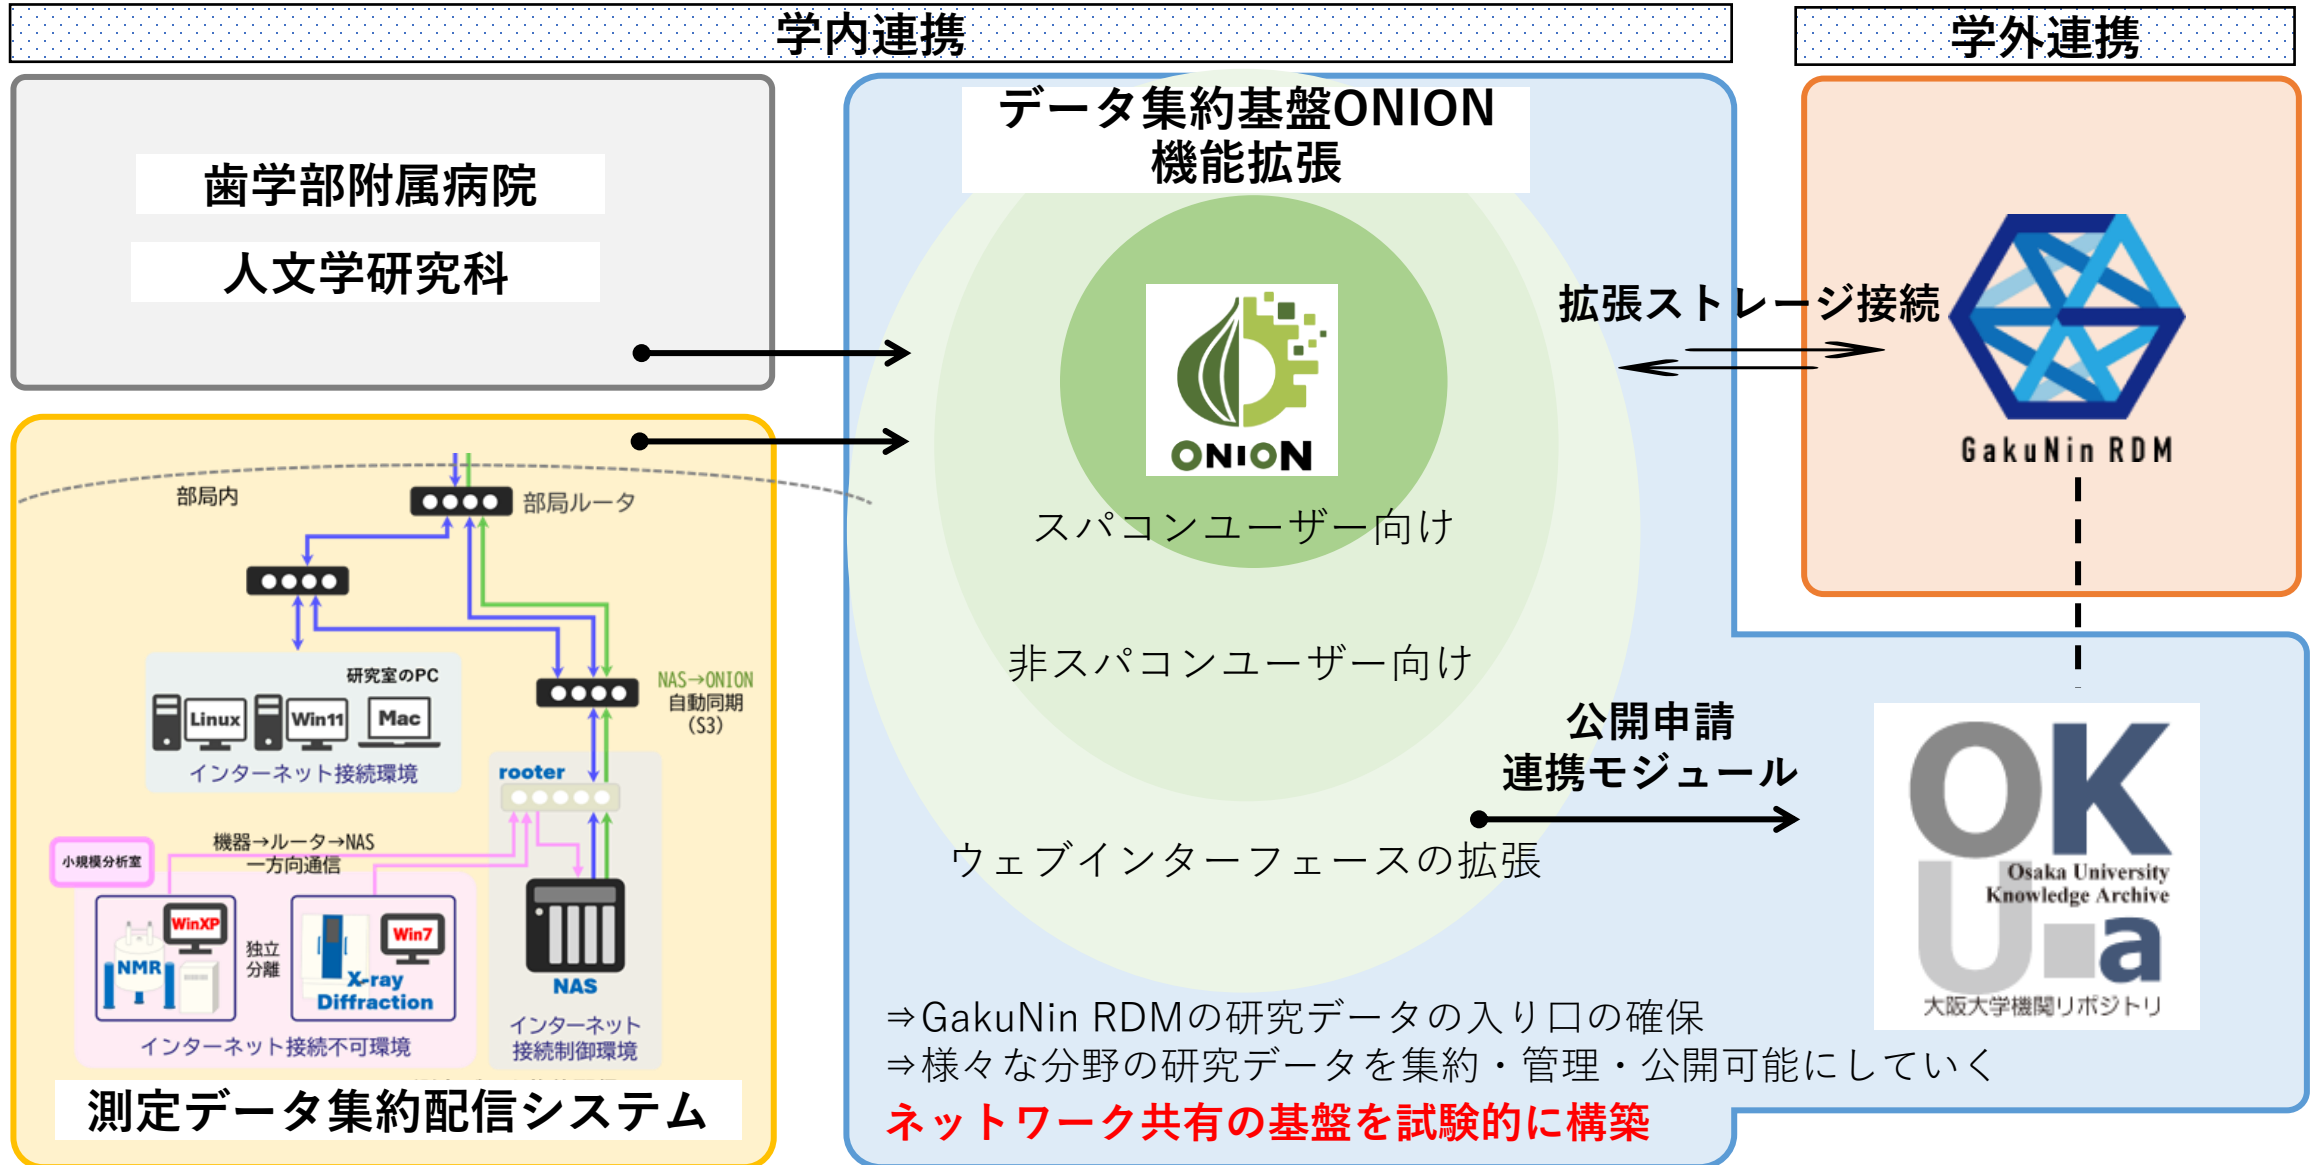 学内連携
学外連携
歯学部附属病院
人文学研究科
データ集約基盤ONION
機能拡張
ONION
スパコンユーザー向け
非スパコンユーザー向け
ウェブインターフェースの拡張
拡張ストレージ接続
GakuNin RDM
公開申請
連携モジュール
OK
Osaka University
Knowledge Archive
U a
大阪大学機関リポジトリ
⇒GakuNin RDMの研究データの入り口の確保
⇒様々な分野の研究データを集約・管理・公開可能にしていく
ネットワーク共有の基盤を試験的に構築
部局内
部局ルータ
研究室のPC
Linux
Win11
Mac
インターネット接続環境
NAS→ONION
自動同期
(S3)
rooter
機器→ルータ→NAS
一方向通信
小規模分析室
WinXP
NMR
独立
分離
Win7
X-ray
Diffraction
インターネット接続不可環境
NAS
インターネット
接続制御環境
測定データ集約配信システム